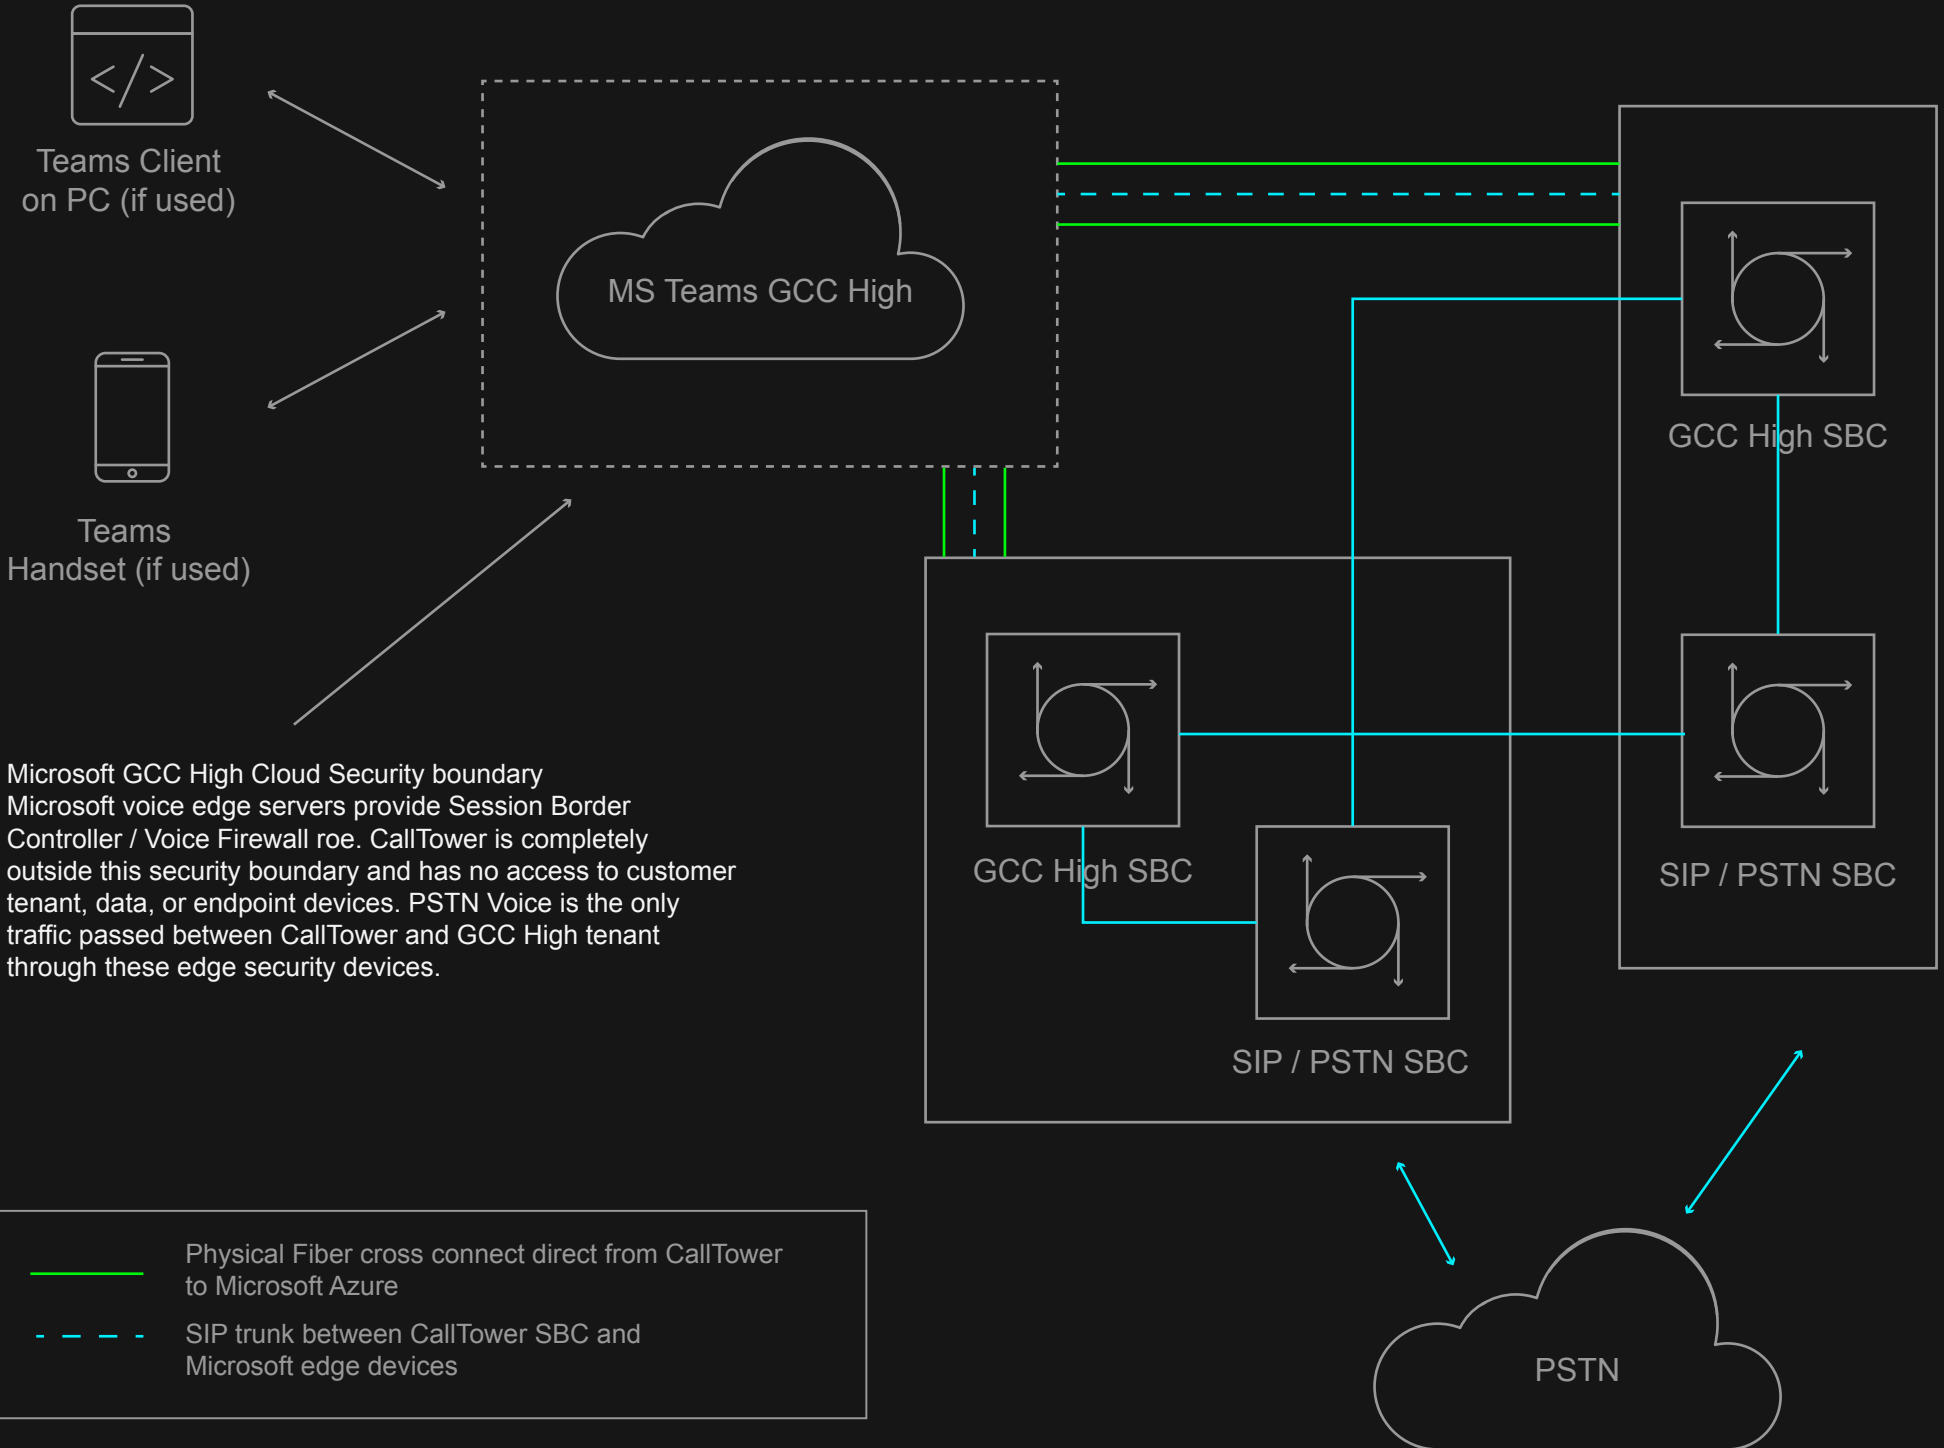 Teams Client
on PC (if used)
MS Teams GCC High
GCC High SBC
Teams
Handset (if used)
Microsoft GCC High Cloud Security boundary
Microsoft voice edge servers provide Session Border
Controller / Voice Firewall roe. CallTower is completely
outside this security boundary and has no access to customer
tenant, data, or endpoint devices. PSTN Voice is the only
traffic passed between CallTower and GCC High tenant
through these edge security devices.
GCC High SBC
SIP / PSTN SBC
SIP / PSTN SBC
Physical Fiber cross connect direct from CallTower
to Microsoft Azure
SIP trunk between CallTower SBC and
Microsoft edge devices
PSTN